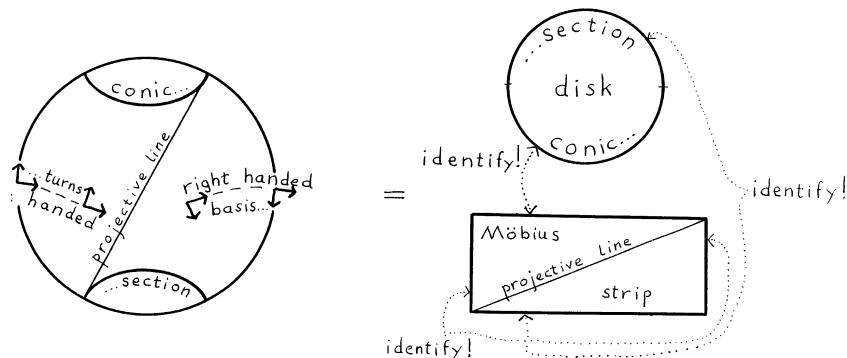 conic...
projective line
...turns
handed
right handed
basis...
...section
=
...section
disk
conic...
identify!
identify!
Möbius
projective line
strip
identify!